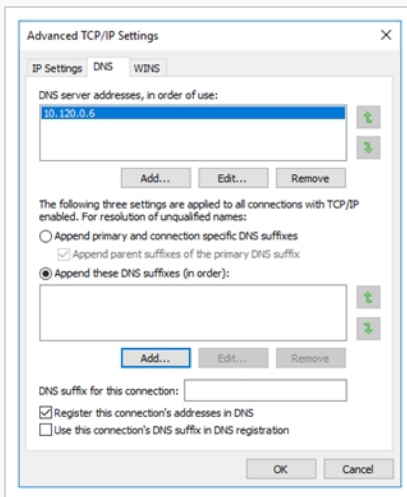 Advanced TCP/IP Settings
IP Settings DNS WINS
DNS server addresses, in order of use:
10.120.0.6
Add... Edit... Remove
The following three settings are applied to all connections with TCP/IP
enabled. For resolution of unqualified names:
Append primary and connection specific DNS suffixes
Append parent suffixes of the primary DNS suffix
Append these DNS suffixes (in order):
Add... Edit... Remove
DNS suffix for this connection:
Register this connection's addresses in DNS
Use this connection's DNS suffix in DNS registration
OK Cancel